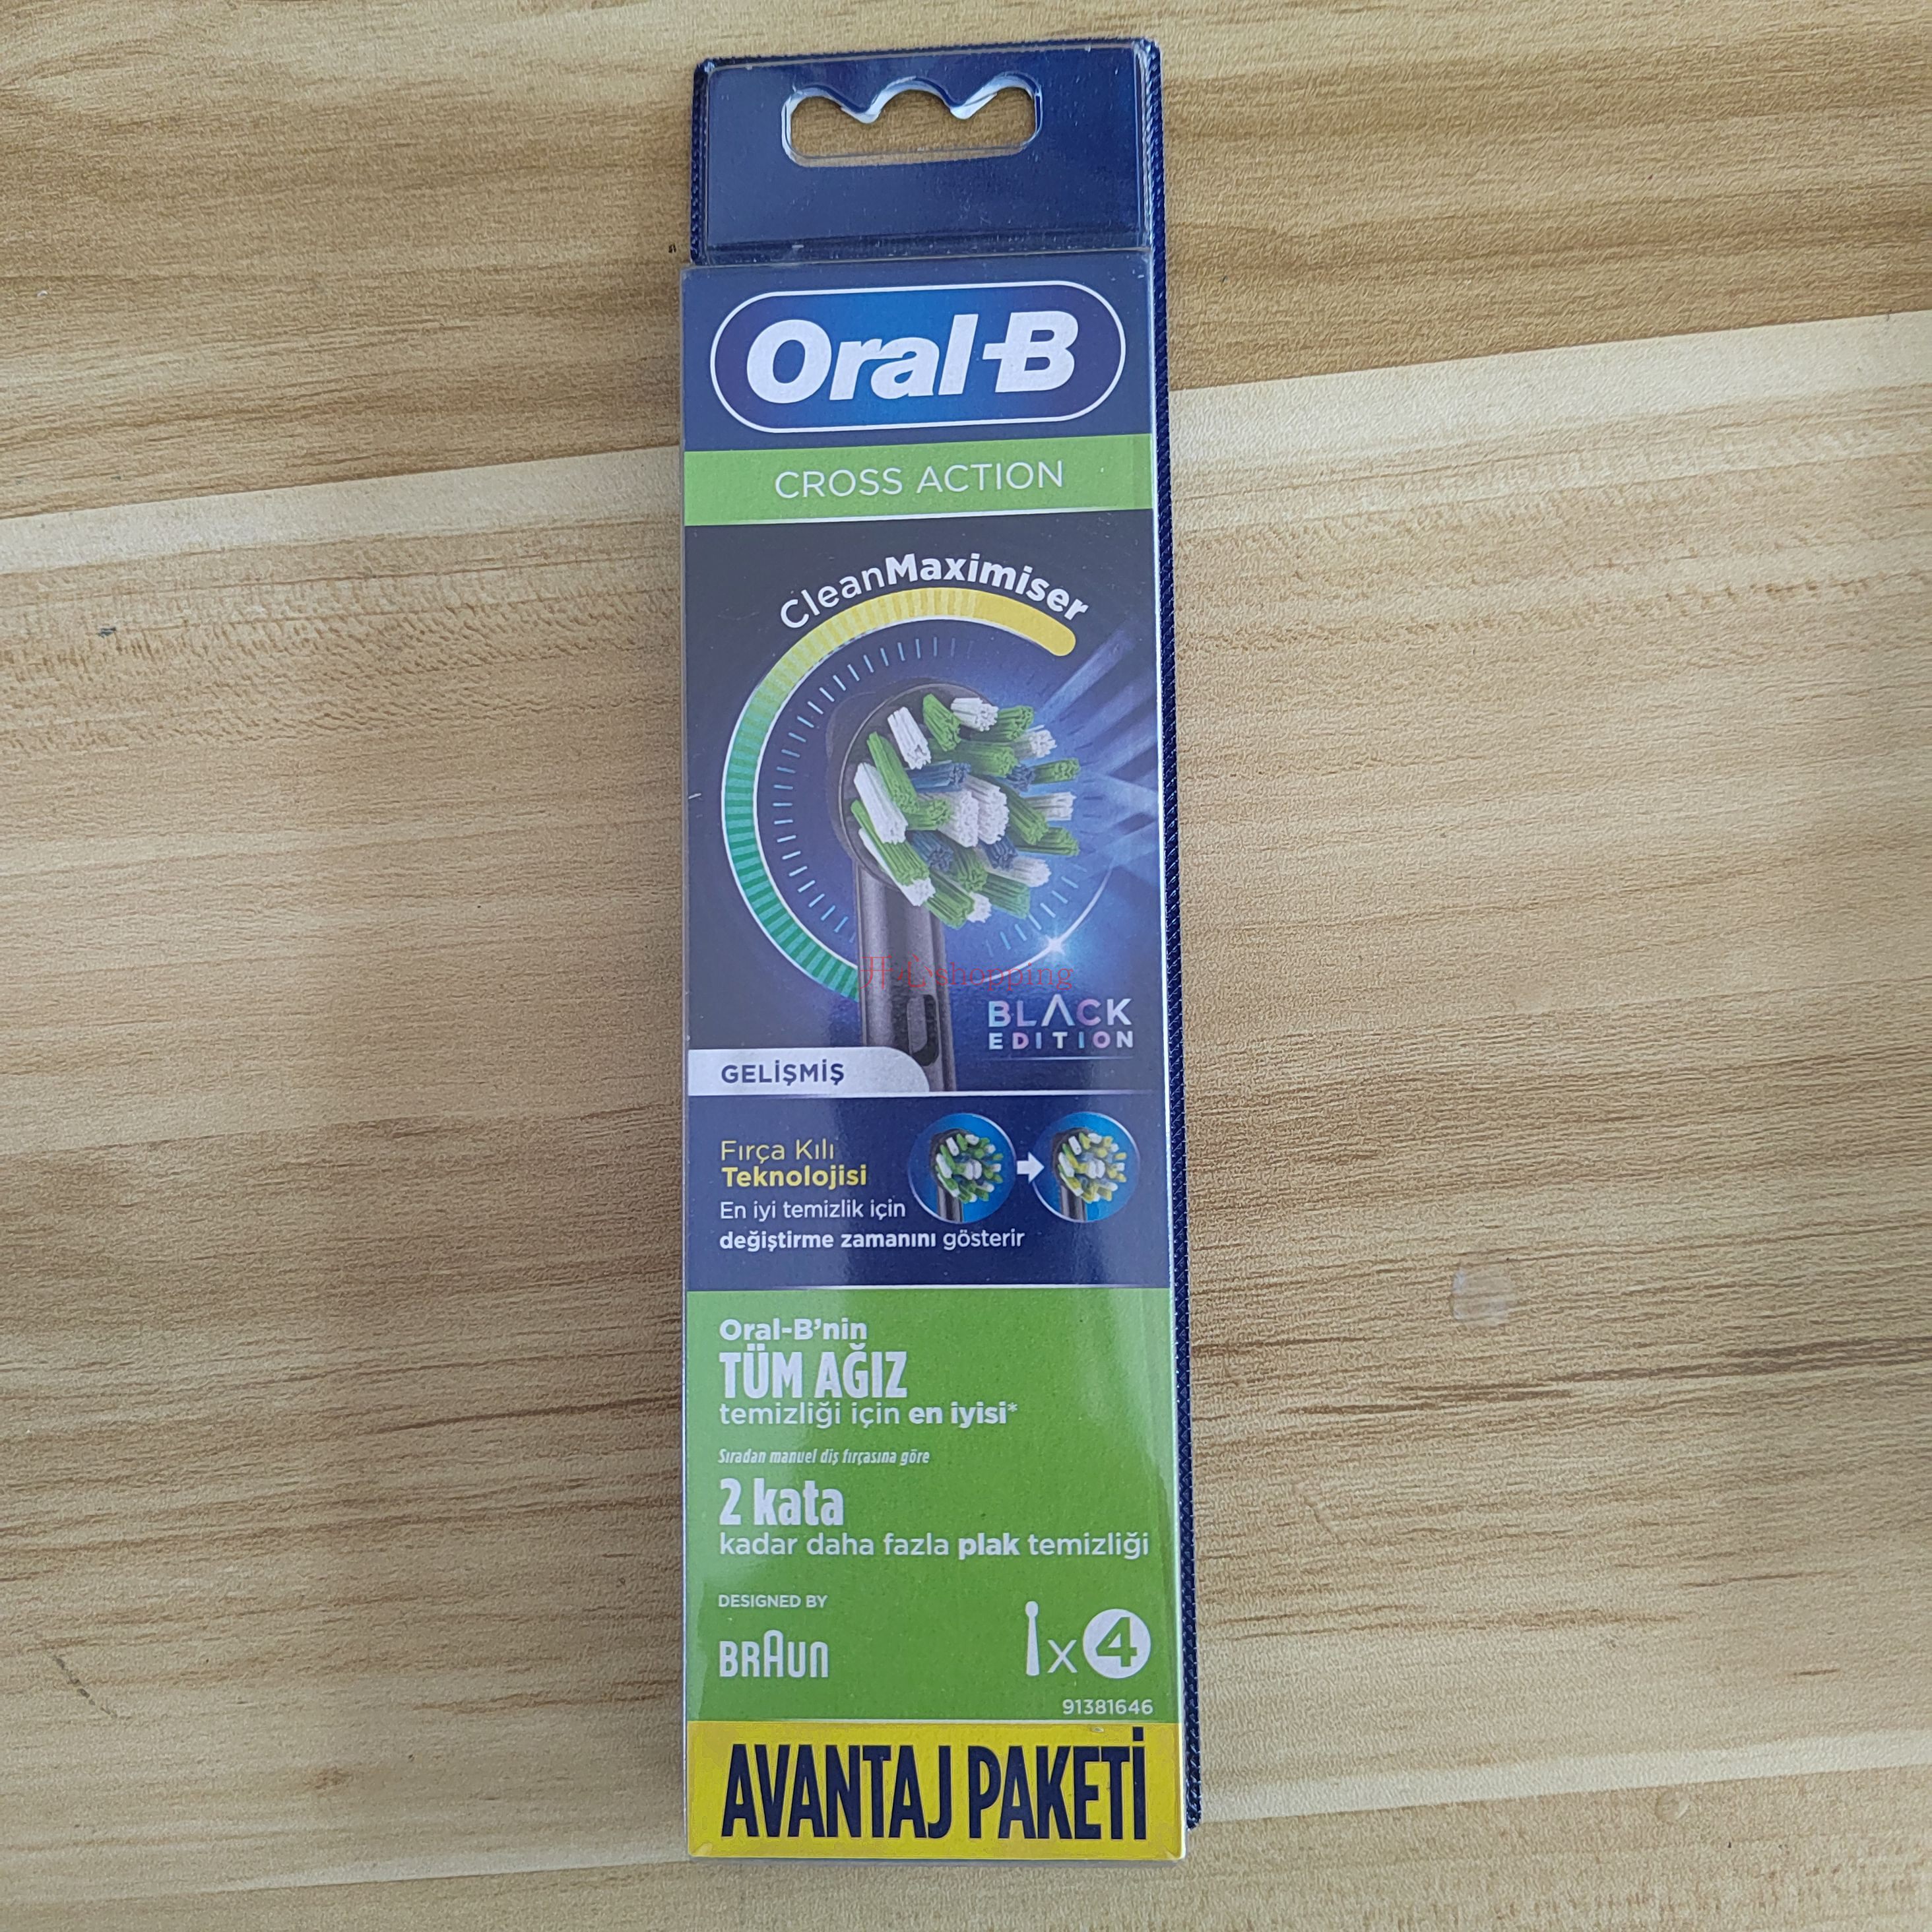 Oral-B
CROSS ACTION
CleanMaximiser
BLACK
EDITION
GELİŞMİŞ
Fırça Kılı
Teknolojisi
En iyi temizlik için
değiştirme zamanını gösterir
Oral-B'nin
TÜM AĞIZ
temizliği için en iyisi*
Sıradan manuel diş fırçasına göre
2 kata
kadar daha fazla plak temizliği
DESIGNED BY
BRAUN
x 4
91381646
AVANTAJ PAKETİ